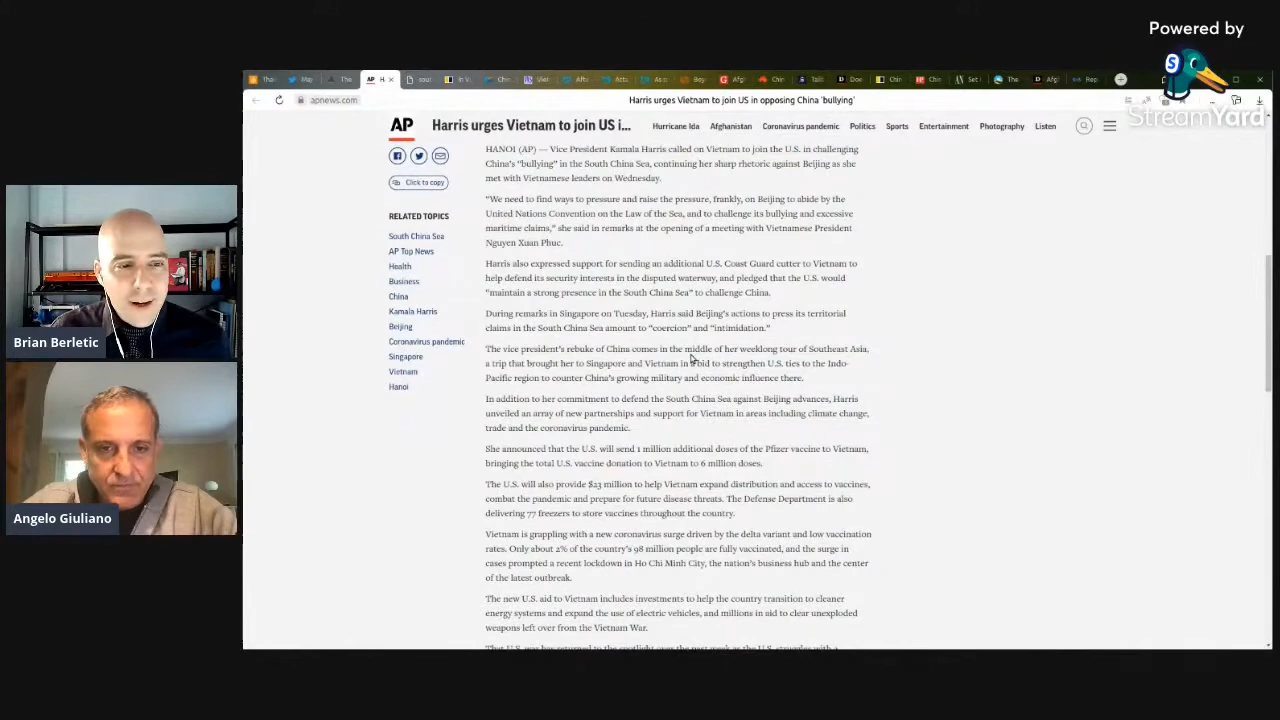 Powered by
StreamYard
AP H
Harris urges Vietnam to join US in opposing China 'bullying'
apnews.com
AP
Harris urges Vietnam to join US i...
Hurricane Ida
Afghanistan
Coronavirus pandemic
Politics
Sports
Entertainment
Photography
Listen
Click to copy
RELATED TOPICS
South China Sea
AP Top News
Health
Business
China
Kamala Harris
Beijing
Coronavirus pandemic
Singapore
Vietnam
Hanoi
HANOI (AP) — Vice President Kamala Harris called on Vietnam to join the U.S. in challenging
China's "bullying" in the South China Sea, continuing her sharp rhetoric against Beijing as she
met with Vietnamese leaders on Wednesday.
"We need to find ways to pressure and raise the pressure, frankly, on Beijing to abide by the
United Nations Convention on the Law of the Sea, and to challenge its bullying and excessive
maritime claims," she said in remarks at the opening of a meeting with Vietnamese President
Nguyen Xuan Phuc.
Harris also expressed support for sending an additional U.S. Coast Guard cutter to Vietnam to
help defend its security interests in the disputed waterway, and pledged that the U.S. would
"maintain a strong presence in the South China Sea" to challenge China.
During remarks in Singapore on Tuesday, Harris said Beijing's actions to press its territorial
claims in the South China Sea amount to "coercion" and "intimidation."
The vice president's rebuke of China comes in the middle of her weeklong tour of Southeast Asia,
a trip that brought her to Singapore and Vietnam in a bid to strengthen U.S. ties to the Indo-
Pacific region to counter China's growing military and economic influence there.
In addition to her commitment to defend the South China Sea against Beijing advances, Harris
unveiled an array of new partnerships and support for Vietnam in areas including climate change,
trade and the coronavirus pandemic.
She announced that the U.S. will send 1 million additional doses of the Pfizer vaccine to Vietnam,
bringing the total U.S. vaccine donation to Vietnam to 6 million doses.
The U.S. will also provide $23 million to help Vietnam expand distribution and access to vaccines,
combat the pandemic and prepare for future disease threats. The Defense Department is also
delivering 77 freezers to store vaccines throughout the country.
Vietnam is grappling with a new coronavirus surge driven by the delta variant and low vaccination
rates. Only about 2% of the country's 98 million people are fully vaccinated, and the surge in
cases prompted a recent lockdown in Ho Chi Minh City, the nation's business hub and the center
of the latest outbreak.
The new U.S. aid to Vietnam includes investments to help the country transition to cleaner
energy systems and expand the use of electric vehicles, and millions in aid to clear unexploded
weapons left over from the Vietnam War.
Brian Berletic
Angelo Giuliano